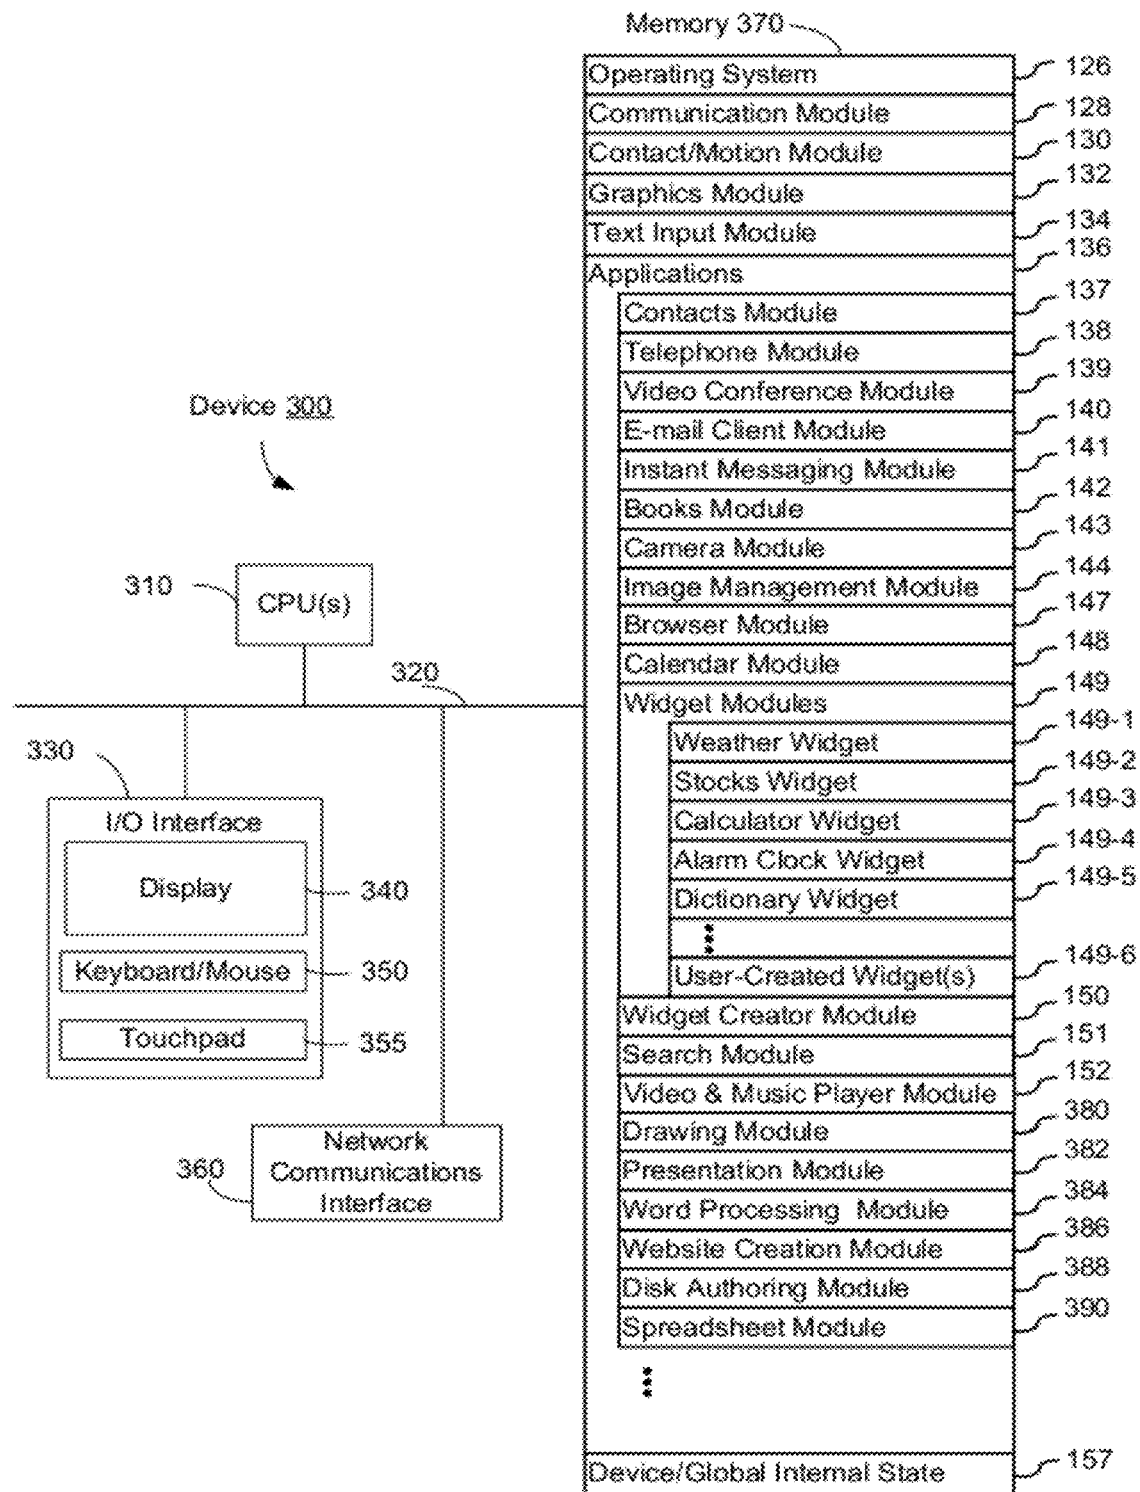 Memory 370
Operating System 126
Communication Module 128
Contact/Motion Module 130
Graphics Module 132
Text Input Module 134
Applications 136
Contacts Module 137
Telephone Module 138
Video Conference Module 139
E-mail Client Module 140
Instant Messaging Module 141
Books Module 142
Camera Module 143
Image Management Module 144
Browser Module 147
Calendar Module 148
Widget Modules 149
Weather Widget 149-1
Stocks Widget 149-2
Calculator Widget 149-3
Alarm Clock Widget 149-4
Dictionary Widget 149-5
User-Created Widget(s) 149-6
Widget Creator Module 150
Search Module 151
Video & Music Player Module 152
Drawing Module 380
Presentation Module 382
Word Processing Module 384
Website Creation Module 386
Disk Authoring Module 388
Spreadsheet Module 390
Device/Global Internal State 157
Device 300
310
CPU(s)
320
330
I/O Interface
Display 340
Keyboard/Mouse 350
Touchpad 355
360
Network
Communications
Interface